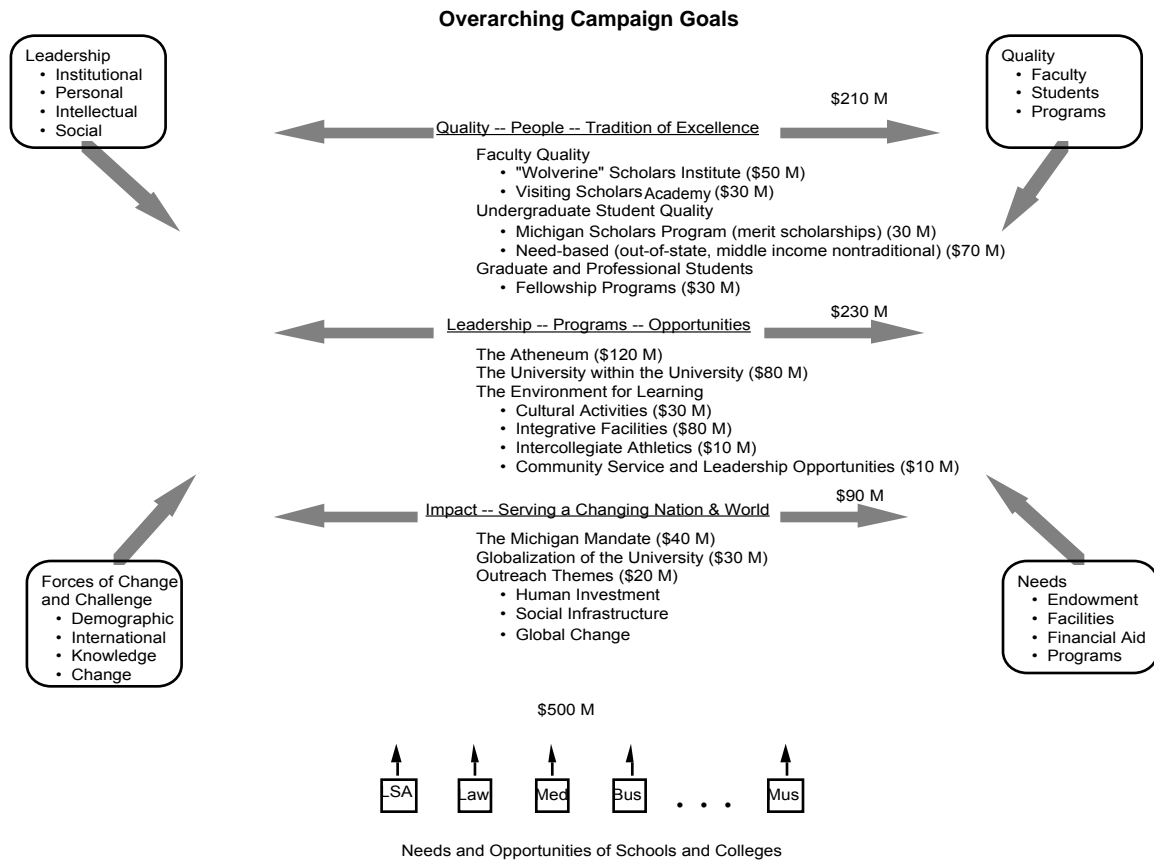 Overarching Campaign Goals
Leadership
• Institutional
• Personal
• Intellectual
• Social
Quality
• Faculty
• Students
• Programs
$210 M
Quality -- People -- Tradition of Excellence
Faculty Quality
• "Wolverine" Scholars Institute ($50 M)
• Visiting Scholars Academy ($30 M)
Undergraduate Student Quality
• Michigan Scholars Program (merit scholarships) (30 M)
• Need-based (out-of-state, middle income nontraditional) ($70 M)
Graduate and Professional Students
• Fellowship Programs ($30 M)
$230 M
Leadership -- Programs -- Opportunities
The Atheneum ($120 M)
The University within the University ($80 M)
The Environment for Learning
• Cultural Activities ($30 M)
• Integrative Facilities ($80 M)
• Intercollegiate Athletics ($10 M)
• Community Service and Leadership Opportunities ($10 M)
$90 M
Impact -- Serving a Changing Nation & World
The Michigan Mandate ($40 M)
Globalization of the University ($30 M)
Outreach Themes ($20 M)
• Human Investment
• Social Infrastructure
• Global Change
Forces of Change
and Challenge
• Demographic
• International
• Knowledge
• Change
Needs
• Endowment
• Facilities
• Financial Aid
• Programs
$500 M
LSA
Law
Med
Bus
. . .
Mus
Needs and Opportunities of Schools and Colleges